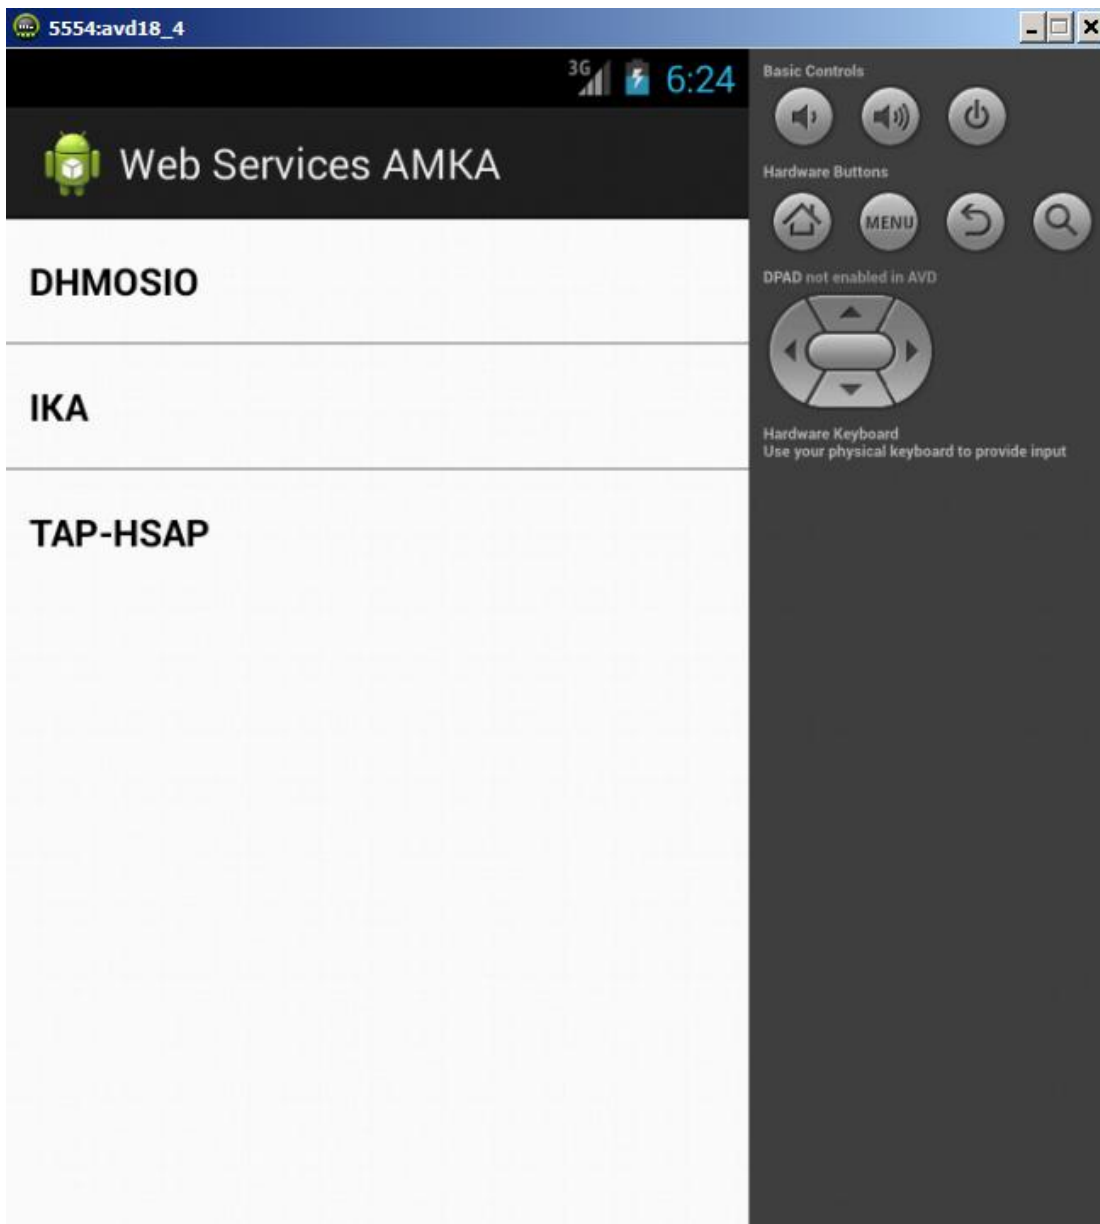 5554:avd18_4
3G 6:24
Web Services AMKA
DHMOSIO
IKA
TAP-HSAP
Basic Controls
Hardware Buttons
MENU
DPAD not enabled in AVD
Hardware Keyboard
Use your physical keyboard to provide input